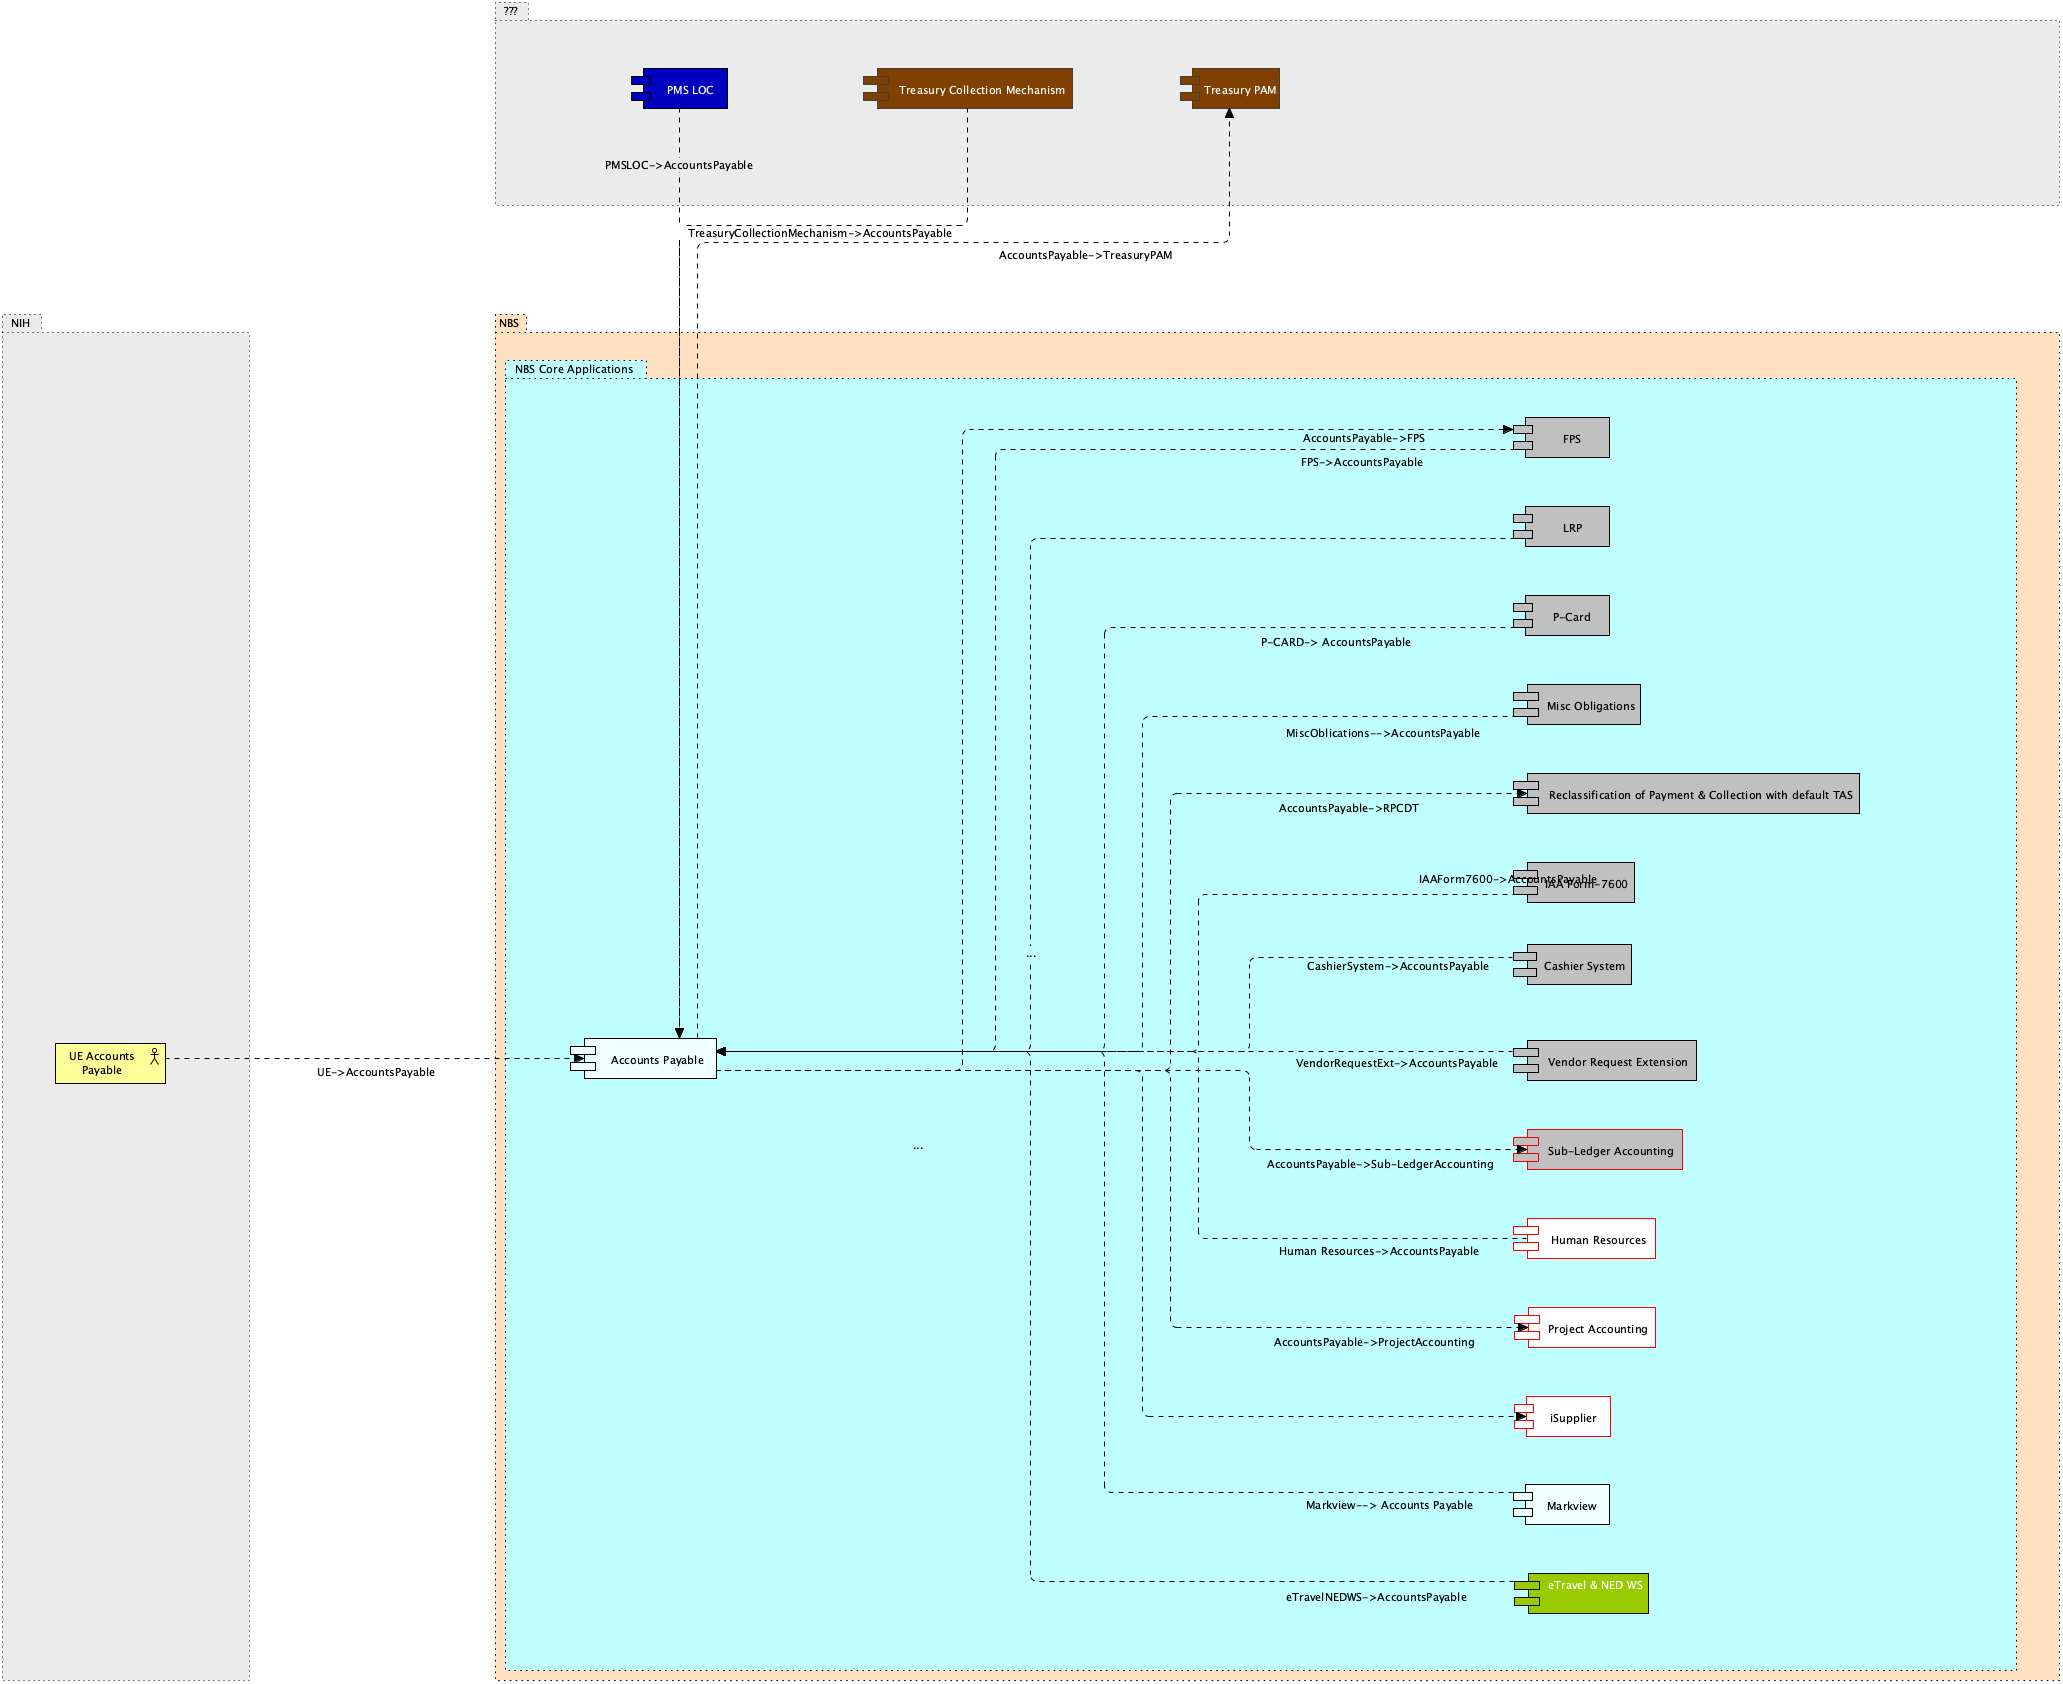 ???
PMS LOC
Treasury Collection Mechanism
Treasury PAM
PMSLOC->AccountsPayable
TreasuryCollectionMechanism->AccountsPayable
AccountsPayable->TreasuryPAM
NIH
NBS
NBS Core Applications
AccountsPayable->FPS
FPS
FPS->AccountsPayable
LRP
P-Card
P-CARD-> AccountsPayable
Misc Obligations
MiscOblications-->AccountsPayable
Reclassification of Payment & Collection with default TAS
AccountsPayable->RPCDT
IAAForm7600->AccountsPayable
IAA Form-7600
...
CashierSystem->AccountsPayable
Cashier System
UE Accounts
Payable
UE->AccountsPayable
Accounts Payable
VendorRequestExt->AccountsPayable
Vendor Request Extension
...
Sub-Ledger Accounting
AccountsPayable->Sub-LedgerAccounting
Human Resources
Human Resources->AccountsPayable
Project Accounting
AccountsPayable->ProjectAccounting
iSupplier
Markview
Markview--> Accounts Payable
eTravel & NED WS
eTravelNEDWS->AccountsPayable